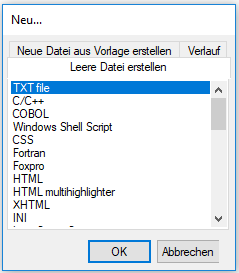 Neu...
Neue Datei aus Vorlage erstellen Verlauf
Leere Datei erstellen
TXT file
C/C++
COBOL
Windows Shell Script
CSS
Fortran
Foxpro
HTML
HTML multihighlighter
XHTML
INI
OK Abbrechen